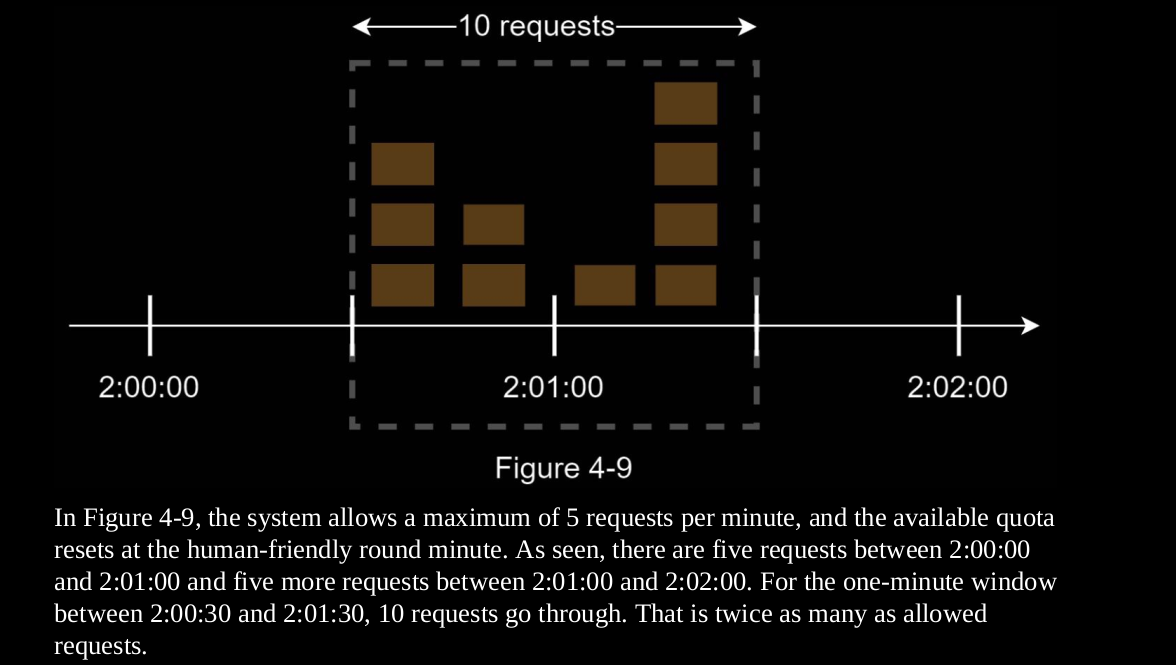 10 requests
2:00:00
2:01:00
2:02:00
Figure 4-9
In Figure 4-9, the system allows a maximum of 5 requests per minute, and the available quota
resets at the human-friendly round minute. As seen, there are five requests between 2:00:00
and 2:01:00 and five more requests between 2:01:00 and 2:02:00. For the one-minute window
between 2:00:30 and 2:01:30, 10 requests go through. That is twice as many as allowed
requests.